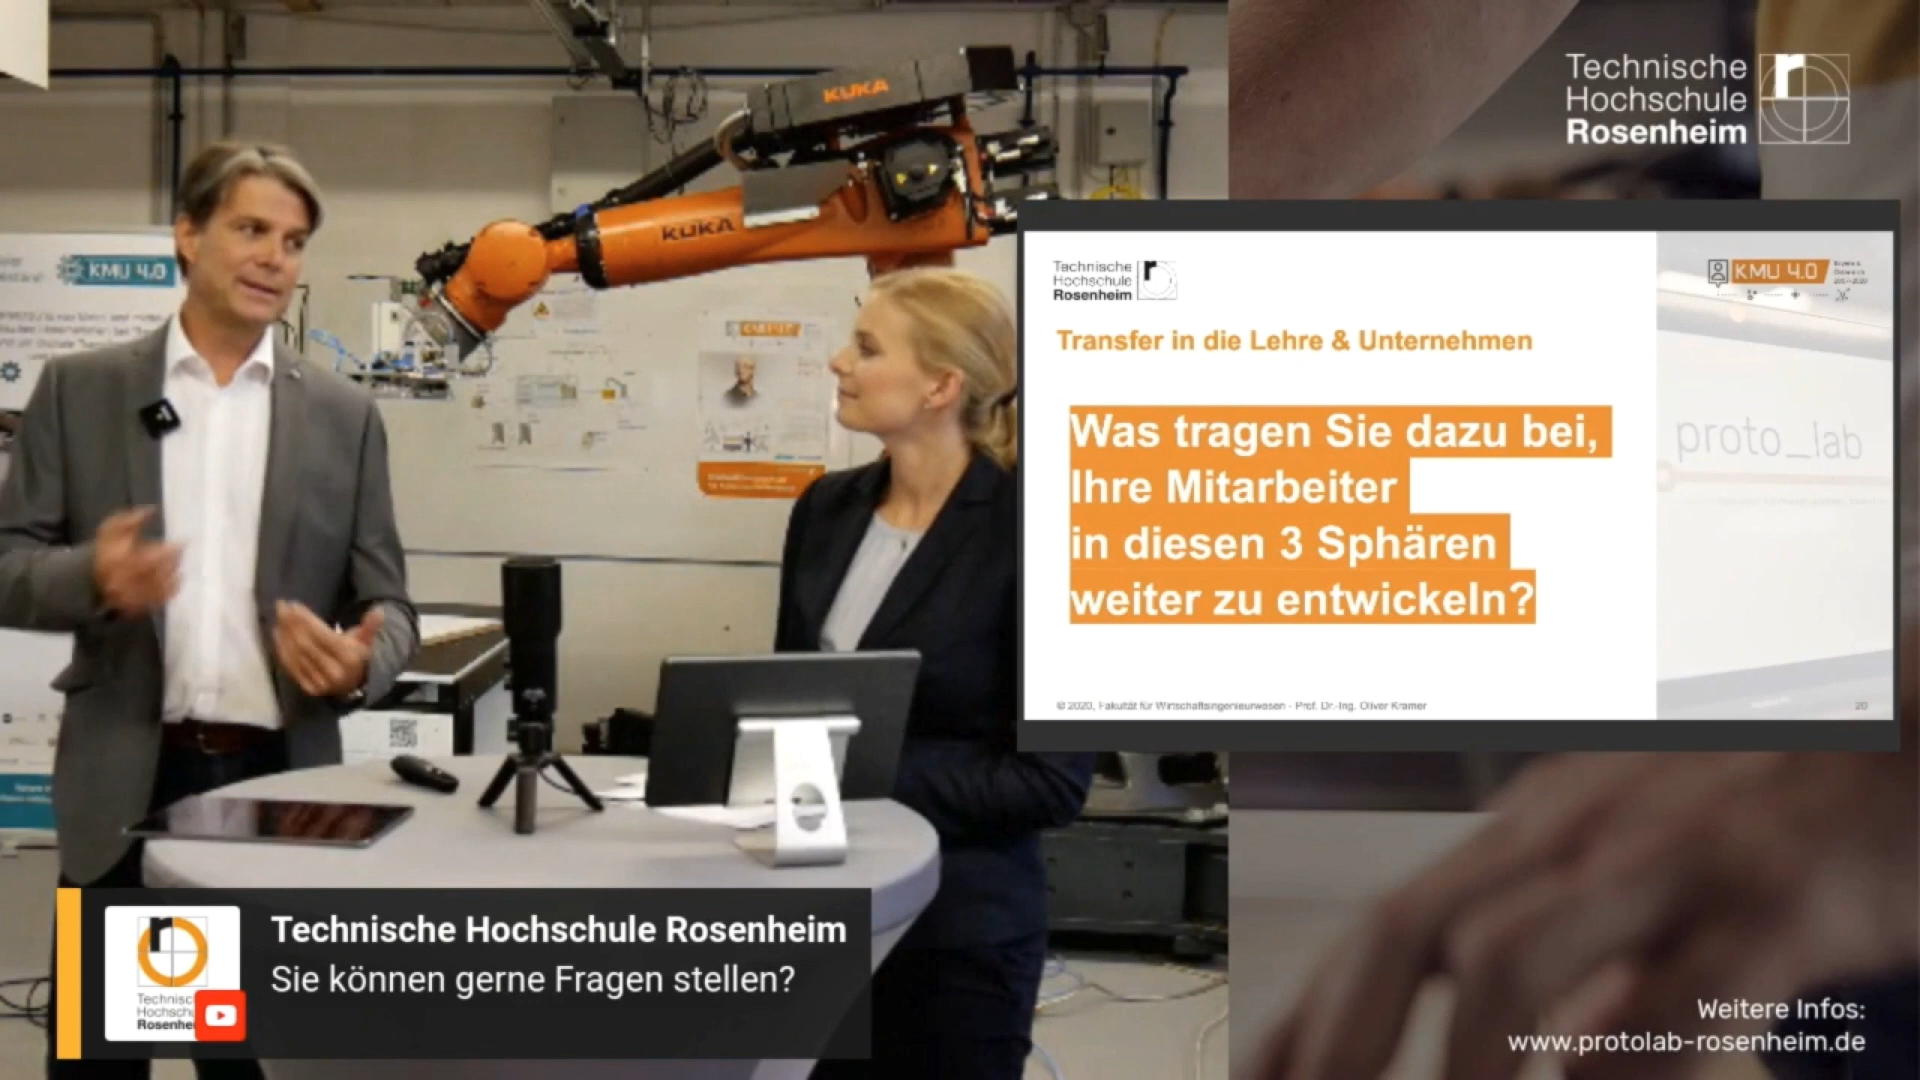 Technische
Hochschule
Rosenheim
KUKA
KUKA
KMU 4.0
Technische
Hochschule
Rosenheim
KMU 4.0
Transfer in die Lehre & Unternehmen
Was tragen Sie dazu bei,
Ihre Mitarbeiter
in diesen 3 Sphären
weiter zu entwickeln?
proto_lab
© 2020, Fakultät für Wirtschaftsingenieurwesen - Prof. Dr.-Ing. Oliver Kramer
20
Technische Hochschule Rosenheim
Sie können gerne Fragen stellen?
Weitere Infos:
www.protolab-rosenheim.de